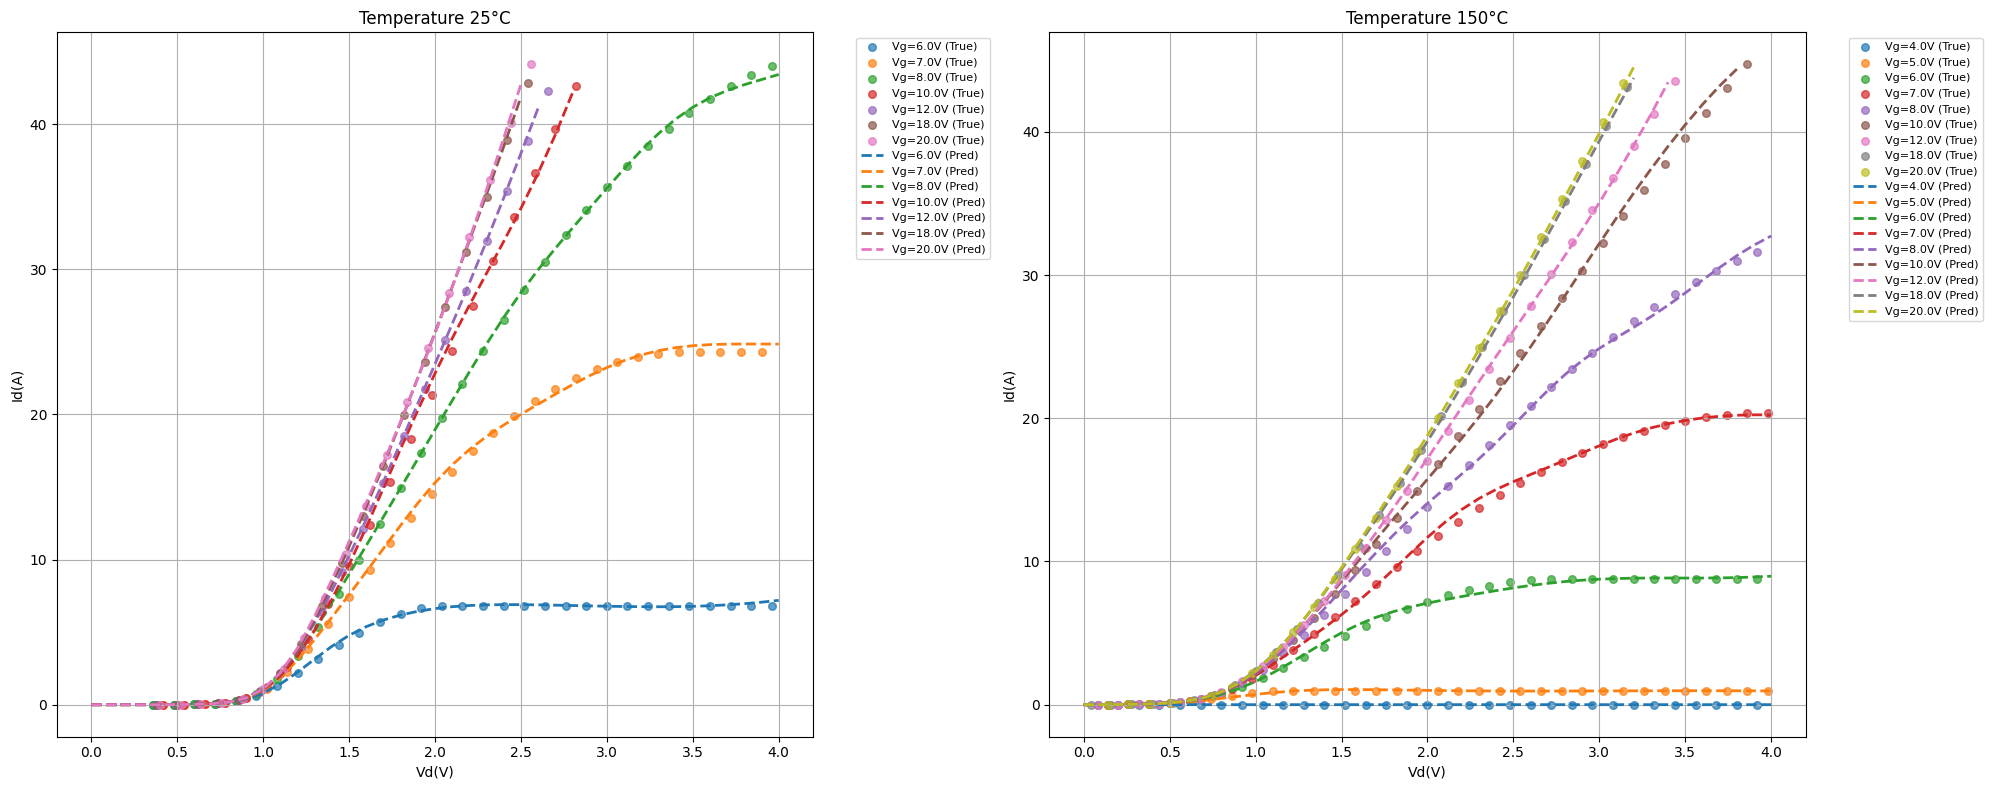 Temperature 25°C
Id(A)
40
30
20
10
0
0.0 0.5 1.0 1.5 2.0 2.5 3.0 3.5 4.0
Vd(V)
Vg=6.0V (True)
Vg=7.0V (True)
Vg=8.0V (True)
Vg=10.0V (True)
Vg=12.0V (True)
Vg=18.0V (True)
Vg=20.0V (True)
Vg=6.0V (Pred)
Vg=7.0V (Pred)
Vg=8.0V (Pred)
Vg=10.0V (Pred)
Vg=12.0V (Pred)
Vg=18.0V (Pred)
Vg=20.0V (Pred)
Temperature 150°C
Id(A)
40
30
20
10
0
0.0 0.5 1.0 1.5 2.0 2.5 3.0 3.5 4.0
Vd(V)
Vg=4.0V (True)
Vg=5.0V (True)
Vg=6.0V (True)
Vg=7.0V (True)
Vg=8.0V (True)
Vg=10.0V (True)
Vg=12.0V (True)
Vg=18.0V (True)
Vg=20.0V (True)
Vg=4.0V (Pred)
Vg=5.0V (Pred)
Vg=6.0V (Pred)
Vg=7.0V (Pred)
Vg=8.0V (Pred)
Vg=10.0V (Pred)
Vg=12.0V (Pred)
Vg=18.0V (Pred)
Vg=20.0V (Pred)